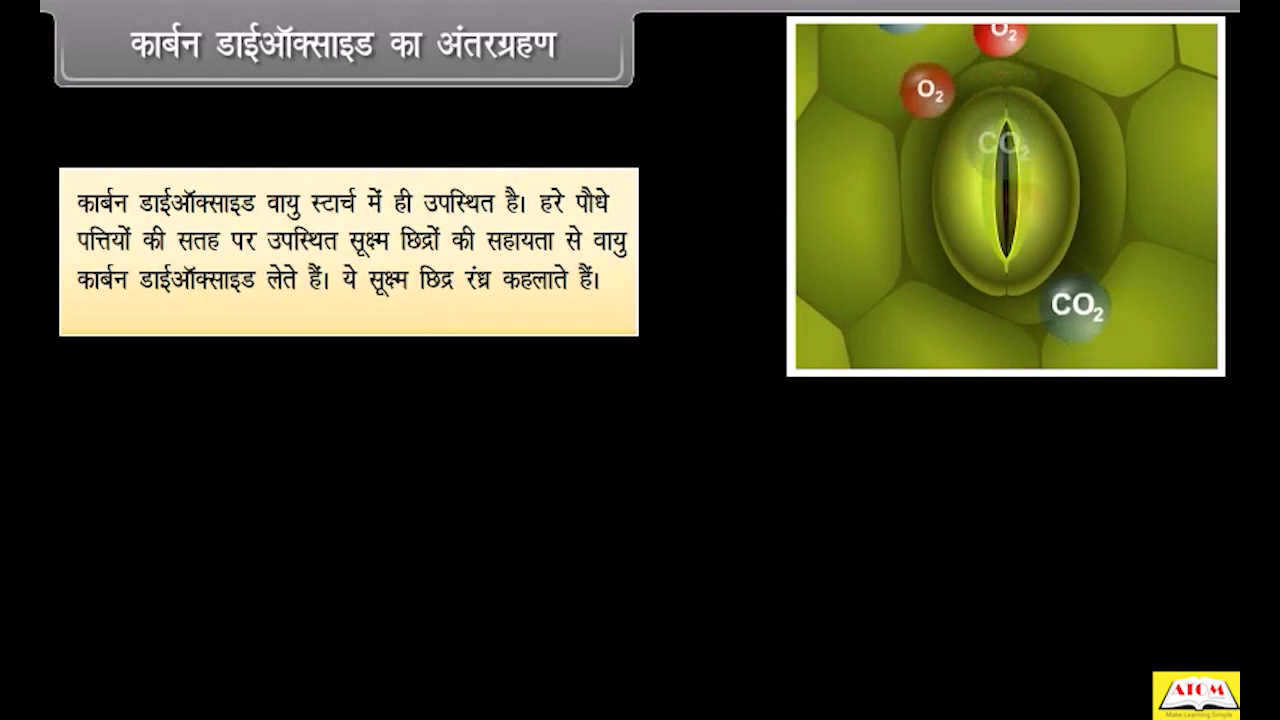 कार्बन डाईऑक्साइड का अंतरग्रहण
कार्बन डाईऑक्साइड वायु स्टार्च में ही उपस्थित है। हरे पौधे
पत्तियों की सतह पर उपस्थित सूक्ष्म छिद्रों की सहायता से वायु
कार्बन डाईऑक्साइड लेते हैं। ये सूक्ष्म छिद्र रंध्र कहलाते हैं।
O2
O2
CO2
CO2
ATOM
Make Learning Simple